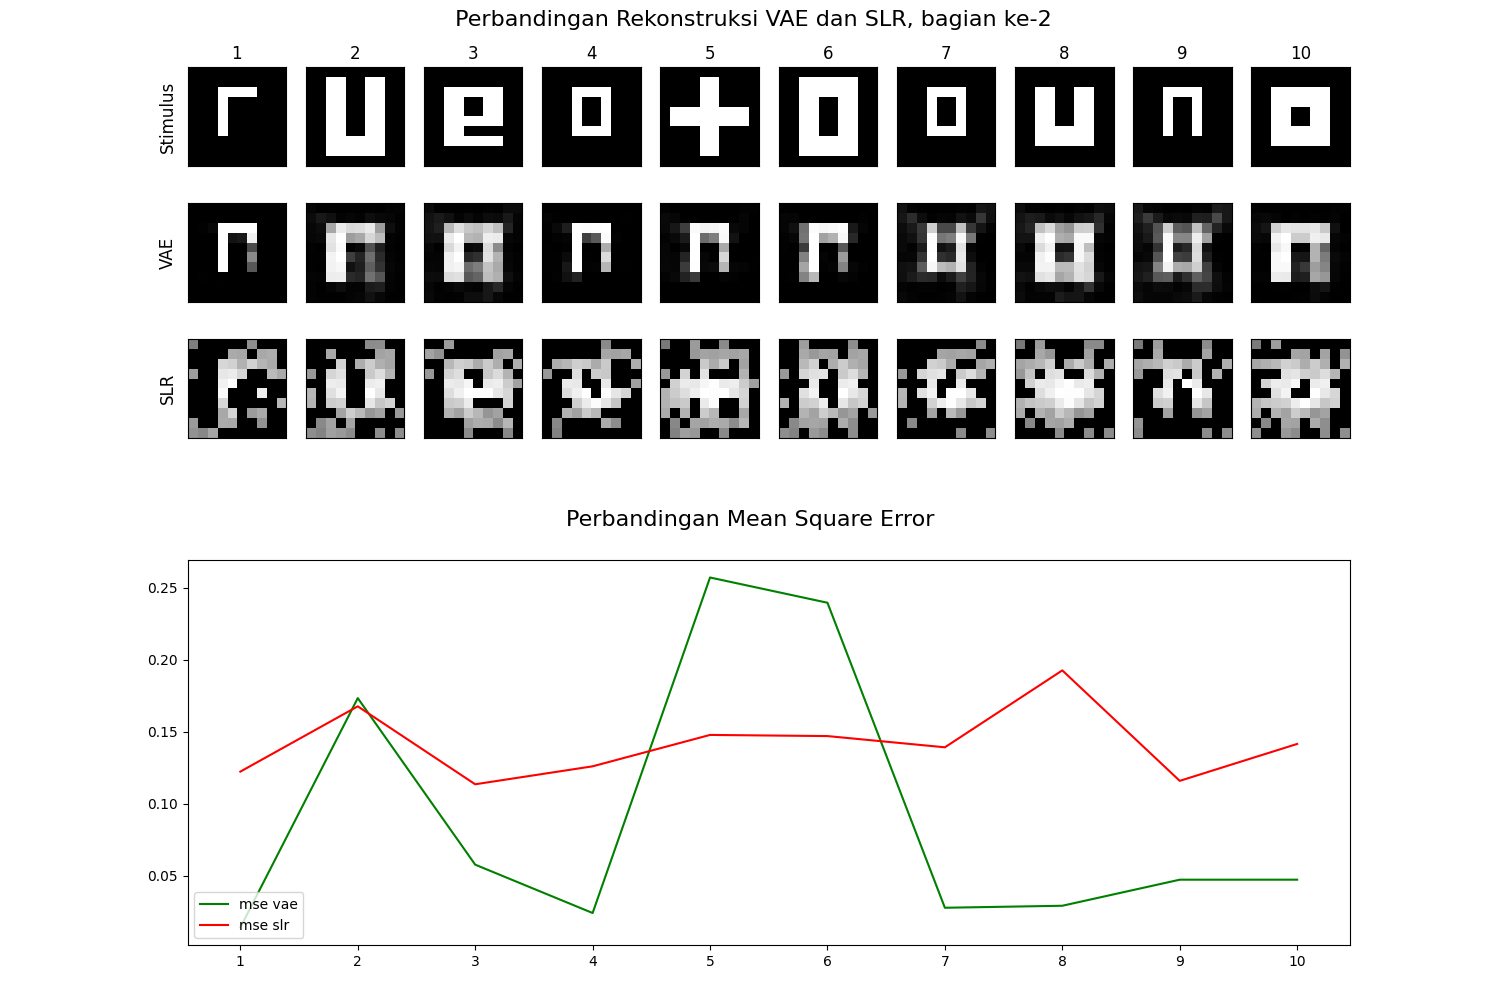 Perbandingan Rekonstruksi VAE dan SLR, bagian ke-2
1 2 3 4 5 6 7 8 9 10
Stimulus
r u e o + 0 o u n o
VAE
SLR
Perbandingan Mean Square Error
0.25
0.20
0.15
0.10
0.05
mse vae
mse slr
1 2 3 4 5 6 7 8 9 10